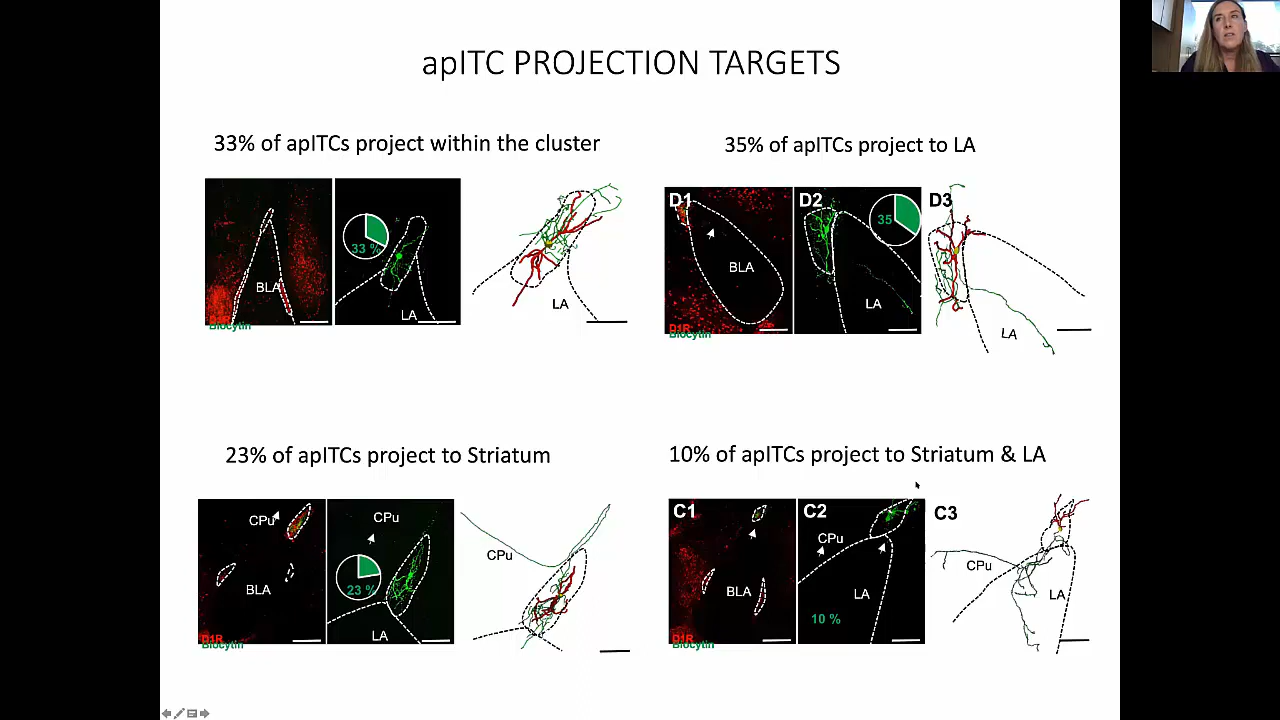 apITC PROJECTION TARGETS
33% of apITCs project within the cluster
35% of apITCs project to LA
33 %
BLA
LA
LA
D1R
Biocytin
D1
D2
D3
35
BLA
LA
LA
D1R
Biocytin
23% of apITCs project to Striatum
10% of apITCs project to Striatum & LA
CPu
CPu
CPu
23 %
BLA
LA
D1R
Biocytin
C1
C2
C3
CPu
CPu
BLA
LA
LA
10 %
D1R
Biocytin